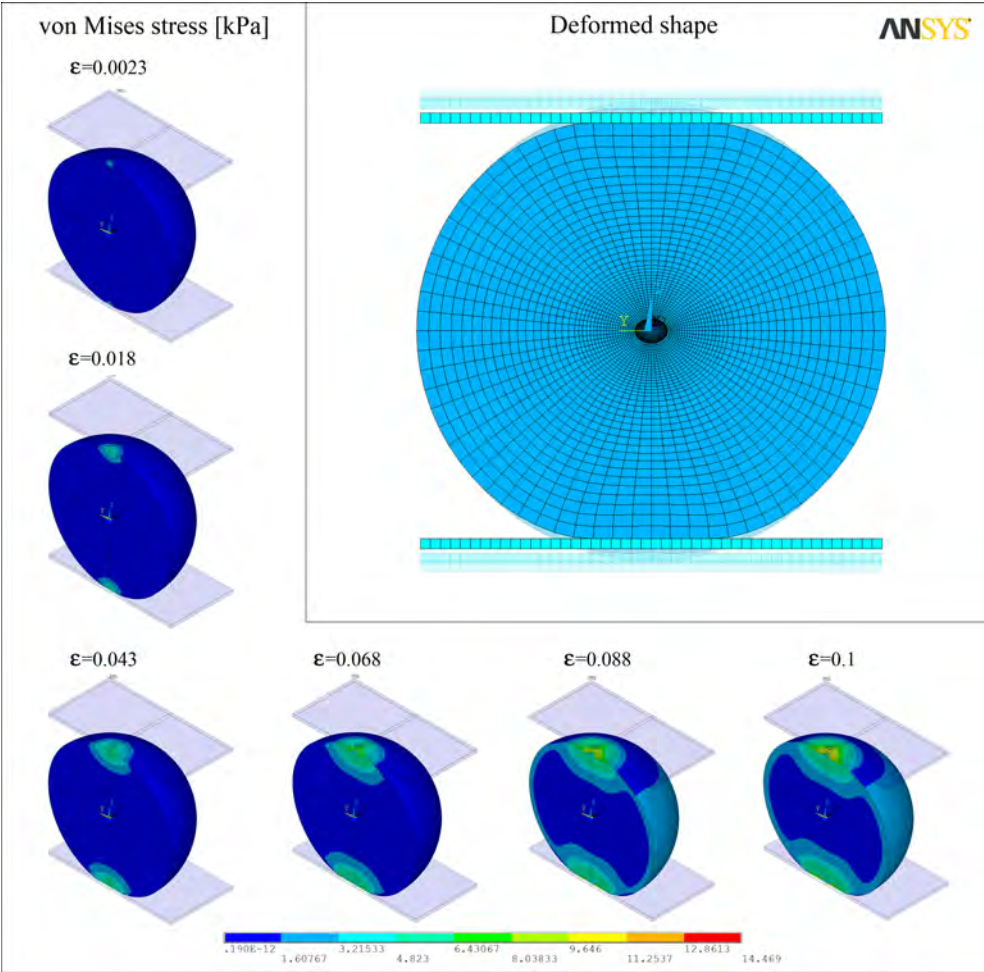 von Mises stress [kPa]
Deformed shape
ANSYS
ε=0.0023
Y
ε=0.018
ε=0.043
ε=0.068
ε=0.088
ε=0.1
.190E-12
3.21533
6.43067
9.646
12.8613
1.60767
4.823
8.03833
11.2537
14.469